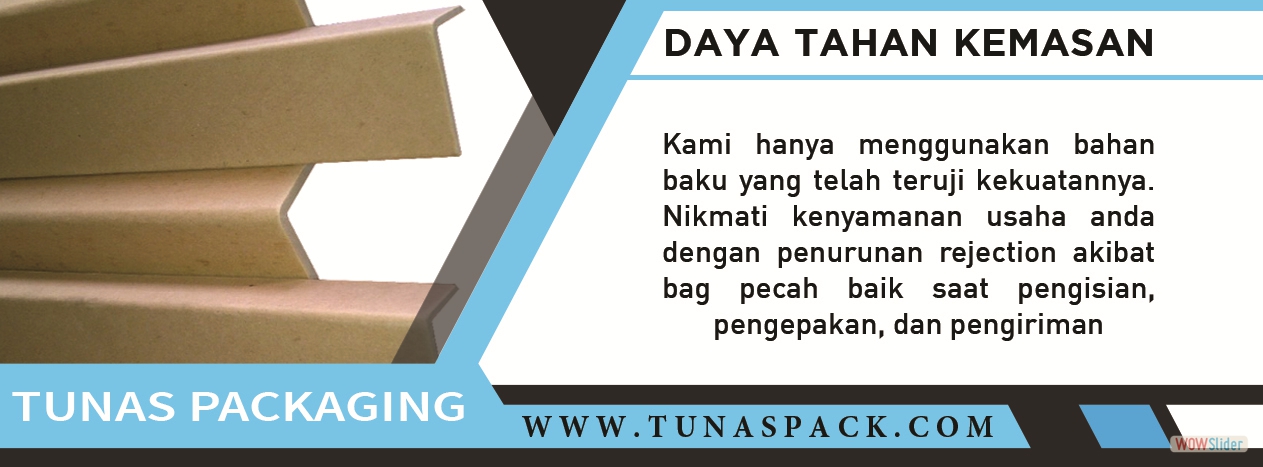 DAYA TAHAN KEMASAN
Kami hanya menggunakan bahan
baku yang telah teruji kekuatannya.
Nikmati kenyamanan usaha anda
dengan penurunan rejection akibat
bag pecah baik saat pengisian,
pengepakan, dan pengiriman
TUNAS PACKAGING
WWW.TUNASPACK.COM
WOWSlider